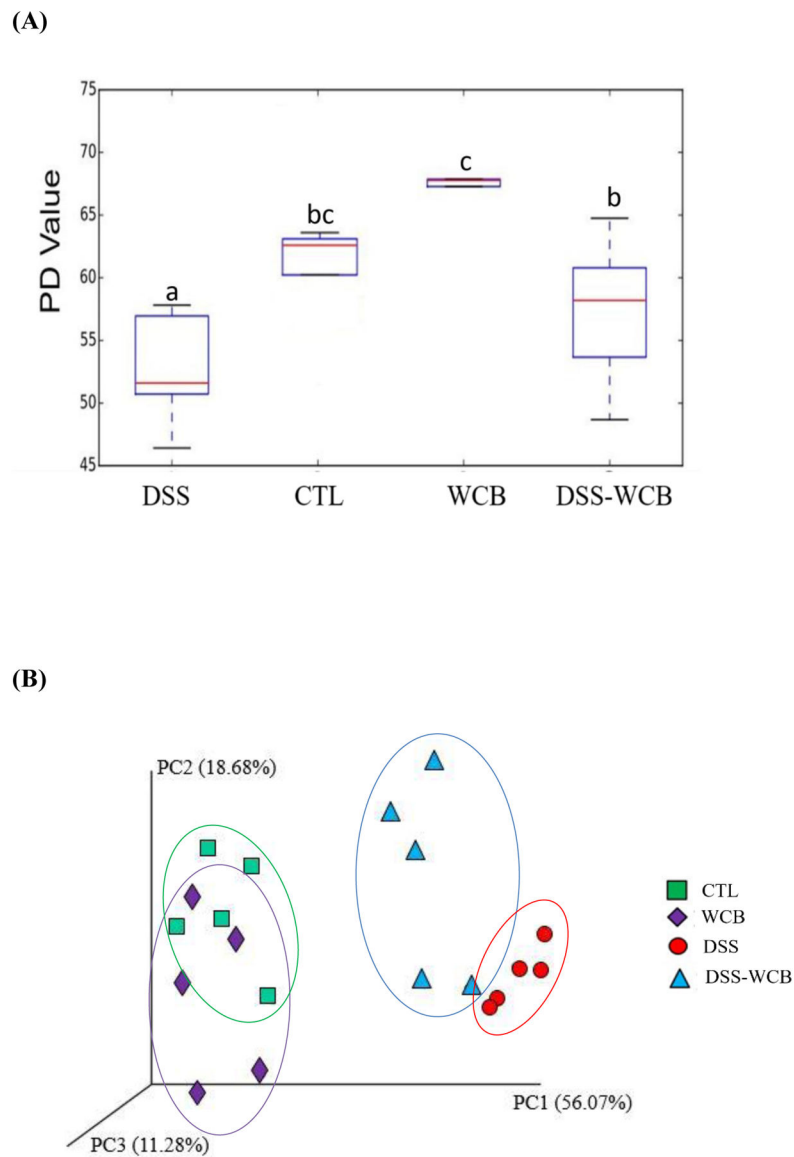 (A)
75
70
65
60
55
50
45
PD Value
a
bc
c
b
DSS CTL WCB DSS-WCB
(B)
PC2 (18.68%)
PC1 (56.07%)
PC3 (11.28%)
CTL
WCB
DSS
DSS-WCB